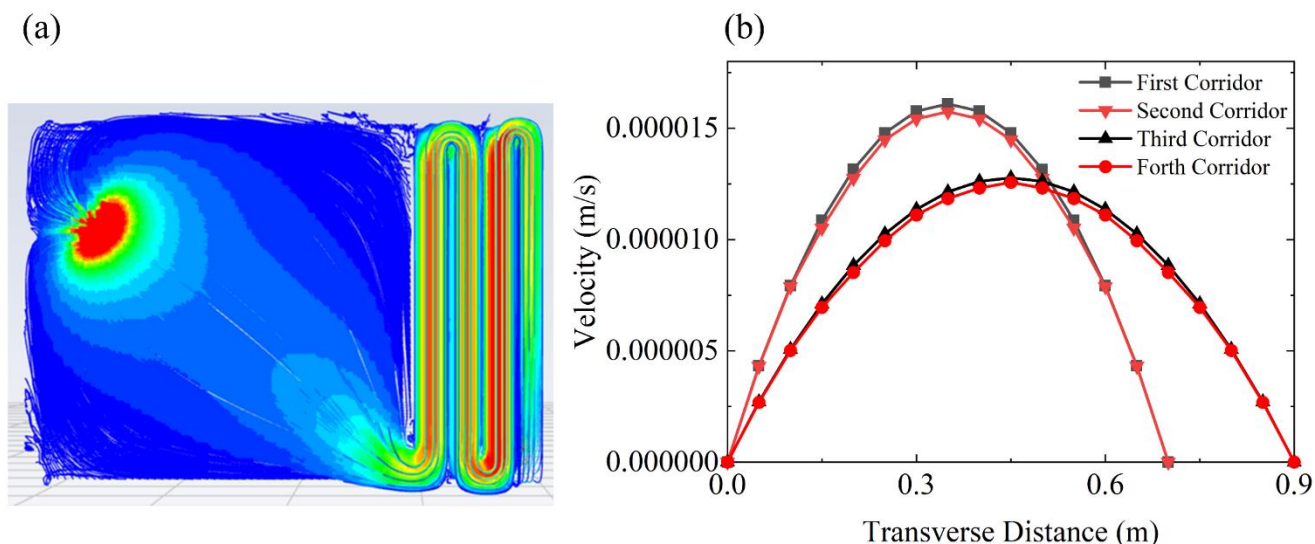 (a)
(b)
First Corridor
Second Corridor
Third Corridor
Forth Corridor
Velocity (m/s)
0.000015
0.000010
0.000005
0.000000
0.0 0.3 0.6 0.9
Transverse Distance (m)